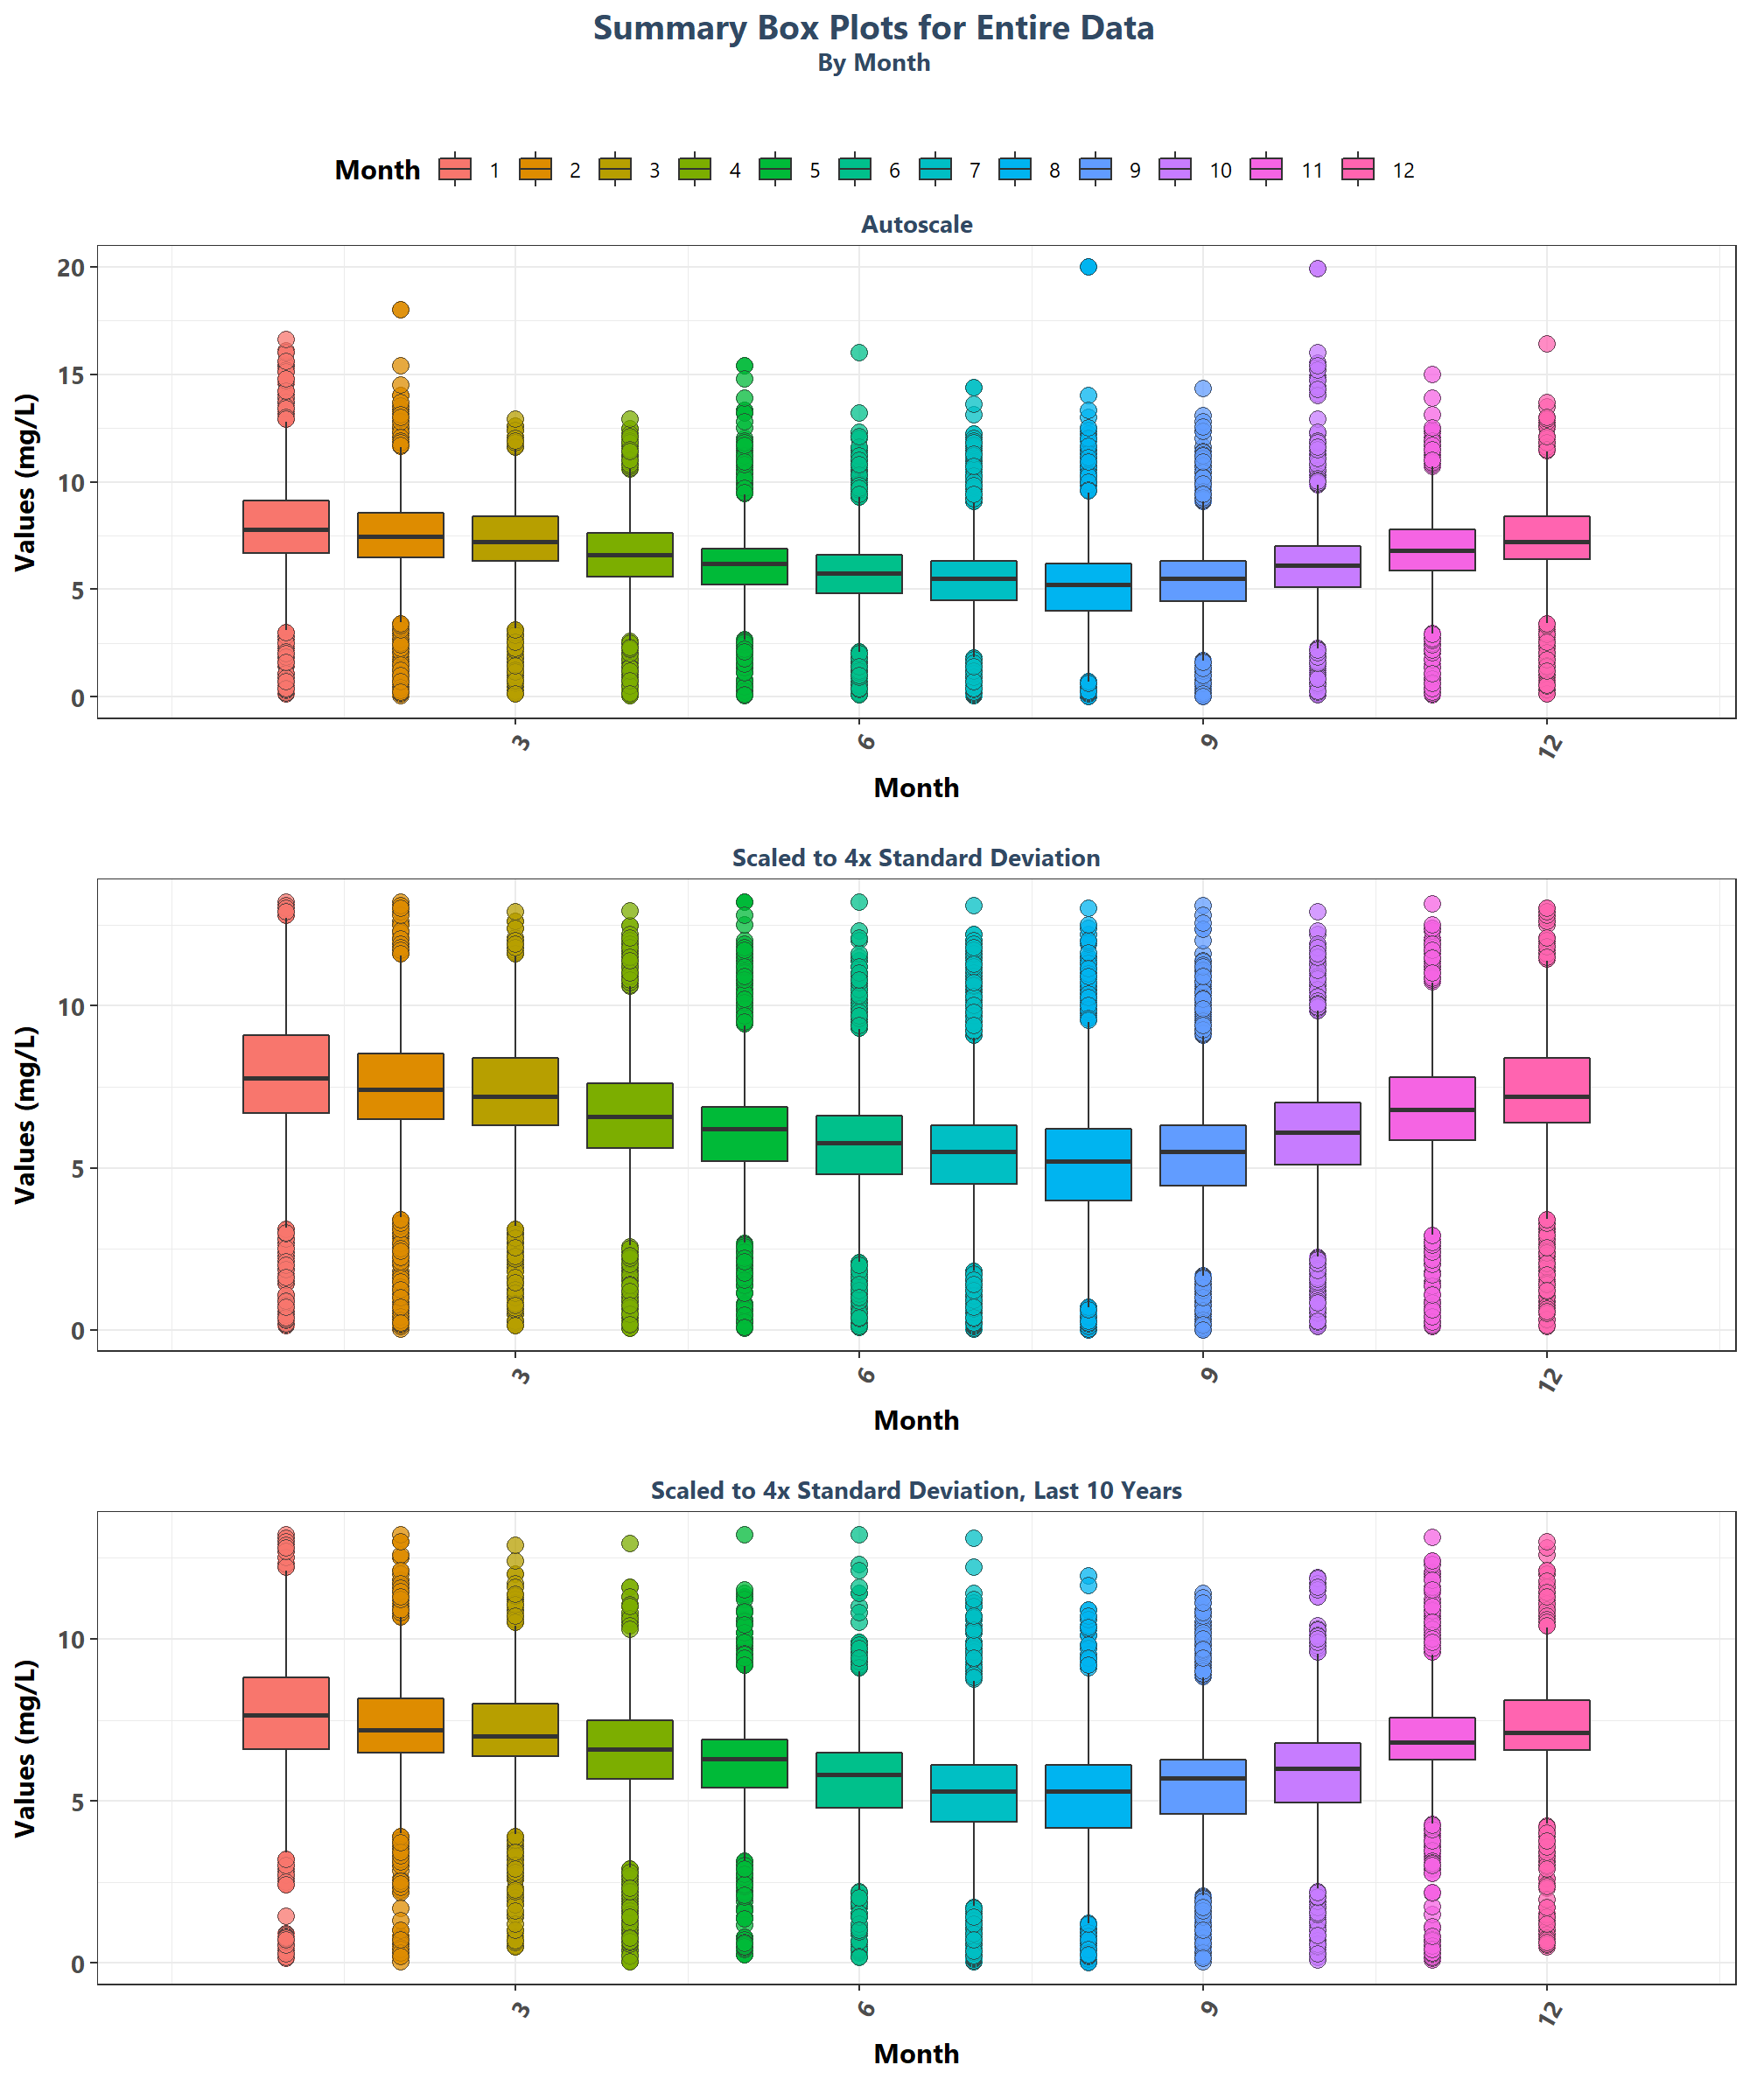 Summary Box Plots for Entire Data
By Month
Month 1 2 3 4 5 6 7 8 9 10 11 12
Autoscale
Values (mg/L)
20
15
10
5
0
3 6 9 12
Month
Scaled to 4x Standard Deviation
Values (mg/L)
10
5
0
3 6 9 12
Month
Scaled to 4x Standard Deviation, Last 10 Years
Values (mg/L)
10
5
0
3 6 9 12
Month